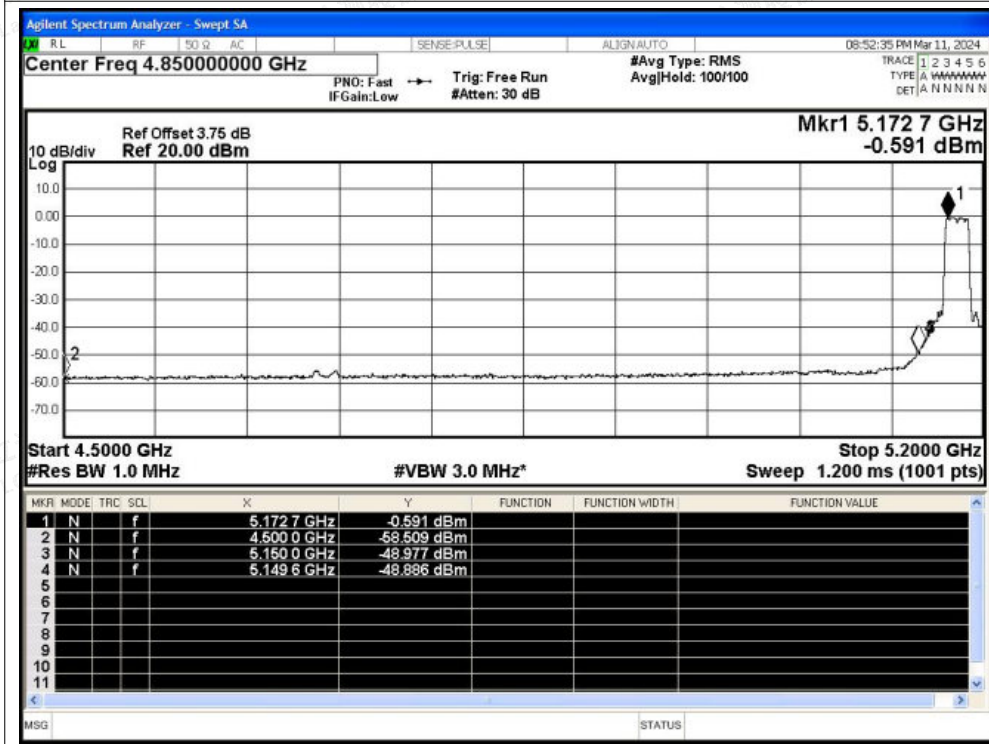 Agilent Spectrum Analyzer - Swept SA
LXI RL RF 50 Ω AC SENSE:PULSE ALIGN AUTO 08:52:35 PM Mar 11, 2024
Center Freq 4.850000000 GHz #Avg Type: RMS TRACE 1 2 3 4 5 6
PNO: Fast Trig: Free Run Avg|Hold: 100/100 TYPE A WWWWW
IFGain:Low #Atten: 30 dB DET A N N N N N
Mkr1 5.172 7 GHz
Ref Offset 3.75 dB
10 dB/div Ref 20.00 dBm -0.591 dBm
Log
10.0
1
0.00
-10.0
-20.0
-30.0
-40.0
-50.0 2
-60.0
-70.0
Start 4.5000 GHz Stop 5.2000 GHz
#Res BW 1.0 MHz #VBW 3.0 MHz* Sweep 1.200 ms (1001 pts)
MKR MODE TRC SCL X Y FUNCTION FUNCTION WIDTH FUNCTION VALUE
1 N f 5.172 7 GHz -0.591 dBm
2 N f 4.500 0 GHz -58.509 dBm
3 N f 5.150 0 GHz -48.977 dBm
4 N f 5.149 6 GHz -48.886 dBm
5
6
7
8
9
10
11
MSG STATUS